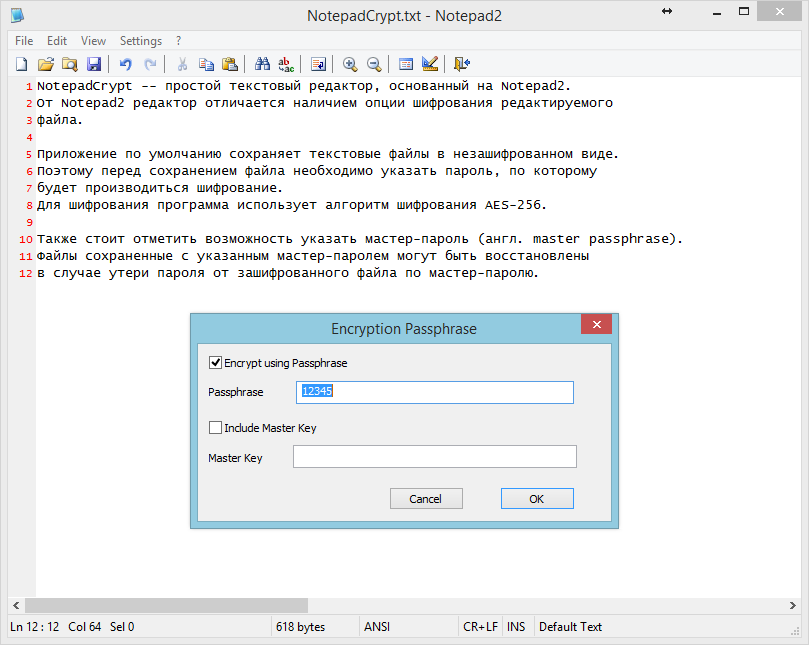 NotepadCrypt.txt - Notepad2
File Edit View Settings ?
1 NotepadCrypt -- простой текстовый редактор, основанный на Notepad2.
2 От Notepad2 редактор отличается наличием опции шифрования редактируемого
3 файла.
4
5 Приложение по умолчанию сохраняет текстовые файлы в незашифрованном виде.
6 Поэтому перед сохранением файла необходимо указать пароль, по которому
7 будет производиться шифрование.
8 Для шифрования программа использует алгоритм шифрования AES-256.
9
10 Также стоит отметить возможность указать мастер-пароль (англ. master passphrase).
11 Файлы сохраненные с указанным мастер-паролем могут быть восстановлены
12 в случае утери пароля от зашифрованного файла по мастер-паролю.
Encryption Passphrase
Encrypt using Passphrase
Passphrase 12345
Include Master Key
Master Key
Cancel OK
Ln 12 : 12 Col 64 Sel 0 618 bytes ANSI CR+LF INS Default Text